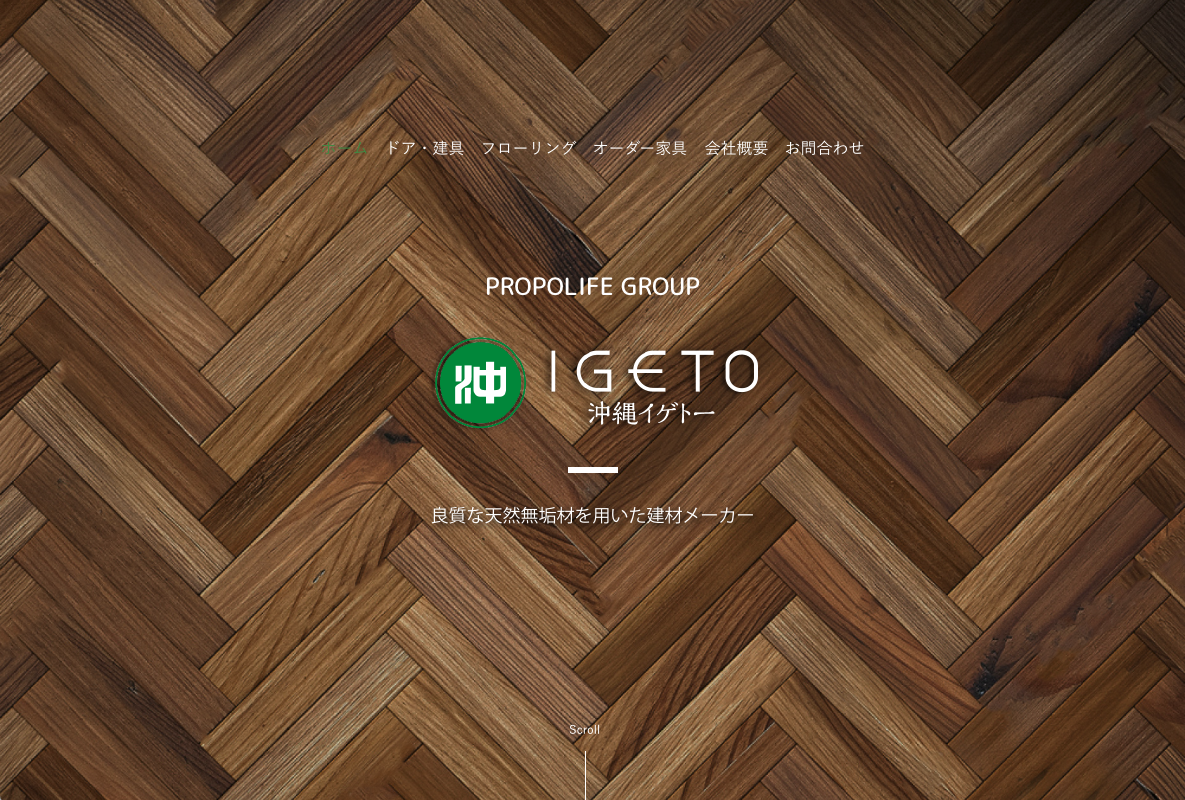 ホーム ドア・建具 フローリング オーダー家具 会社概要 お問合わせ
PROPOLIFE GROUP
沖 IGETO
沖縄イゲトー
良質な天然無垢材を用いた建材メーカー
Scroll